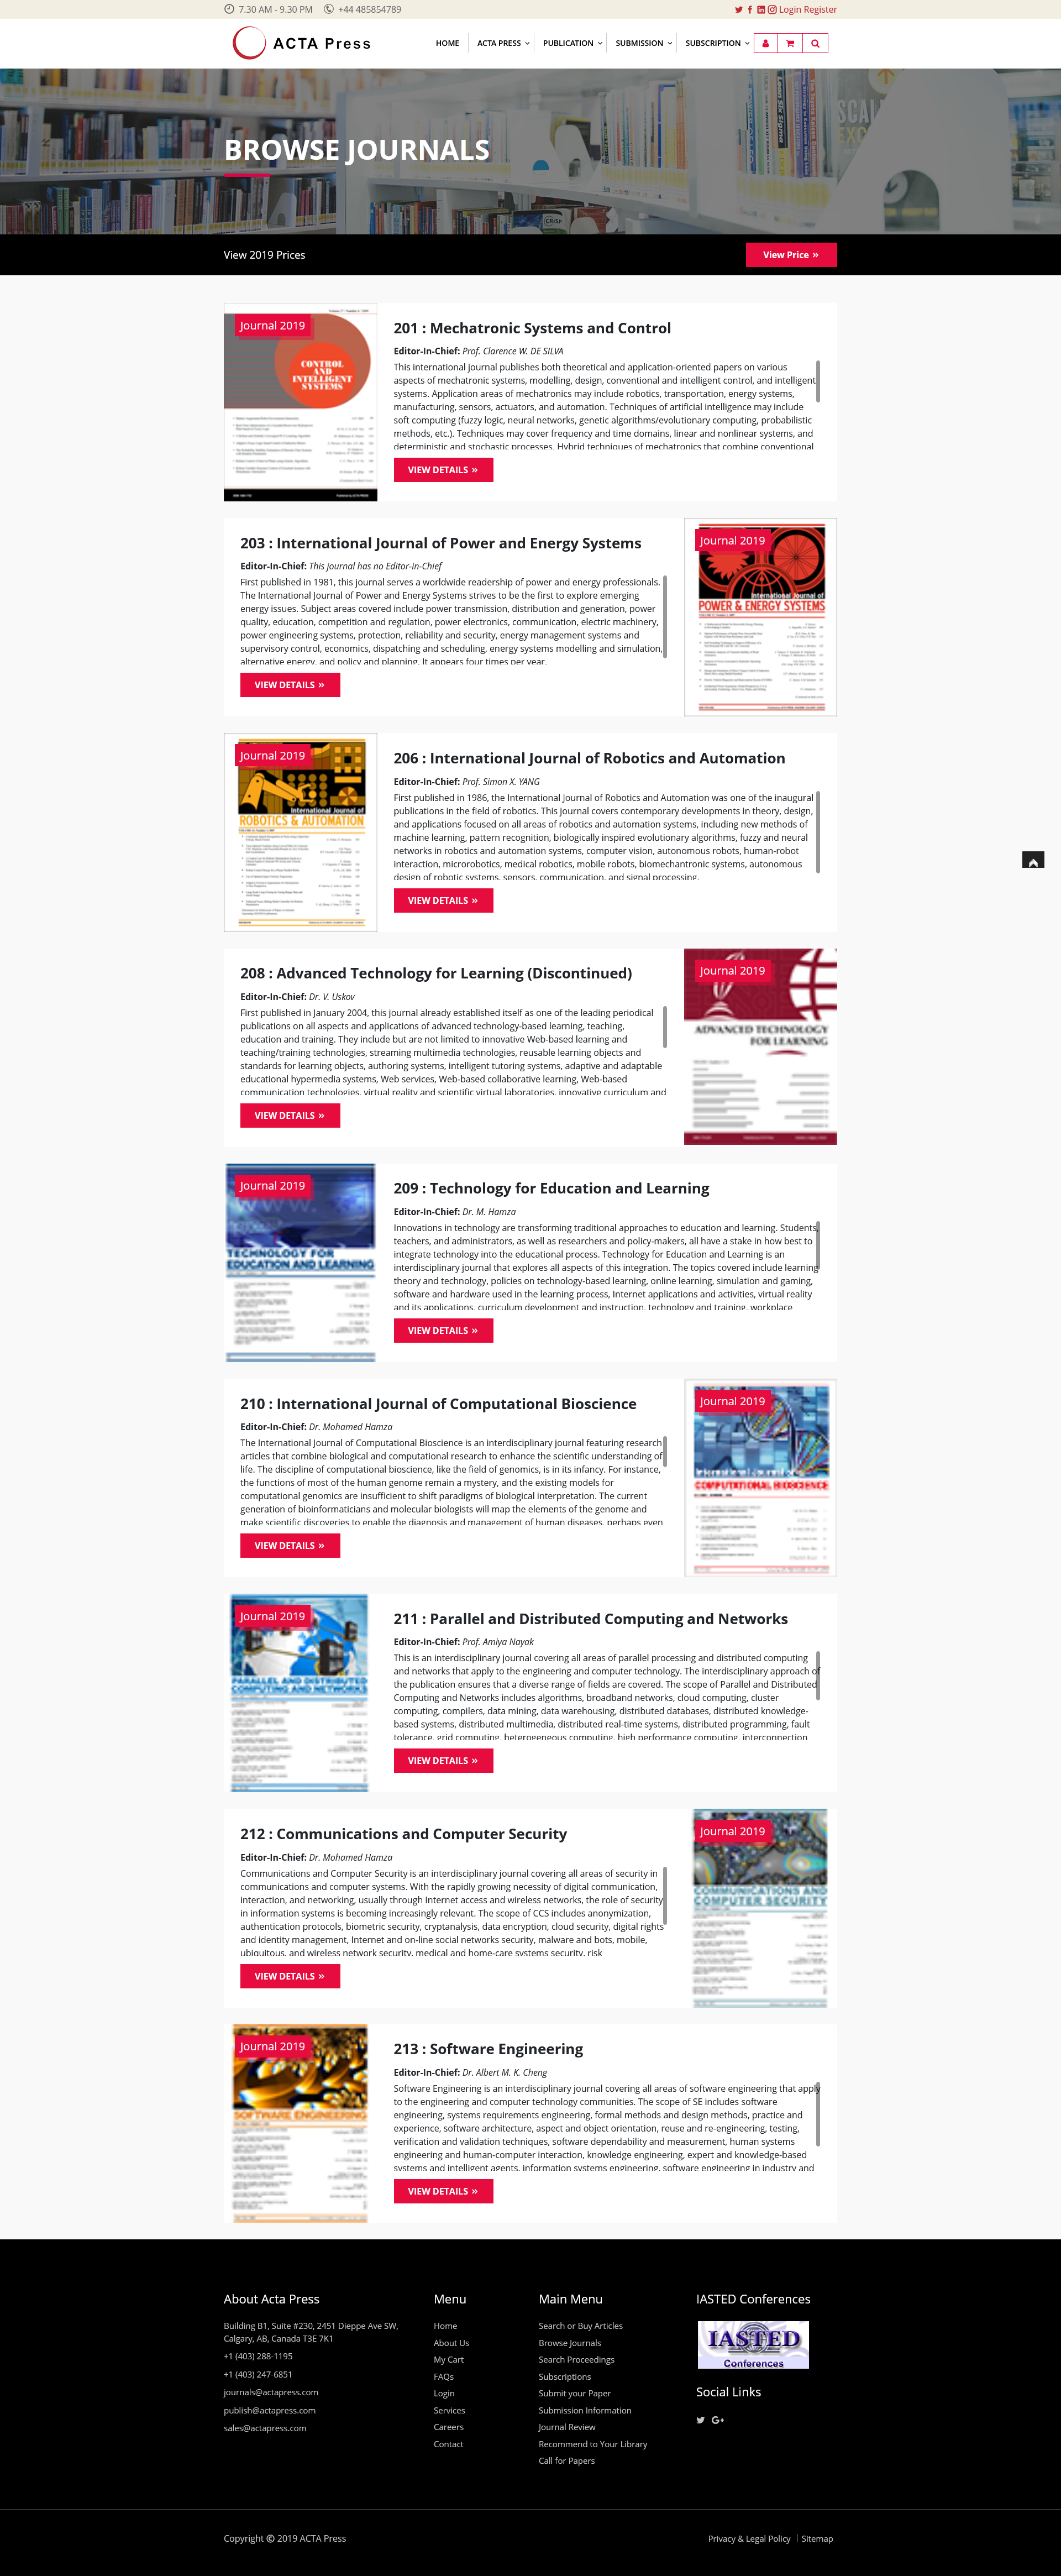 7.30 AM - 9.30 PM +44 485854789 Login Register
ACTA Press HOME ACTA PRESS PUBLICATION SUBMISSION SUBSCRIPTION
BROWSE JOURNALS
View 2019 Prices View Price »
Journal 2019
CONTROL
AND
INTELLIGENT
SYSTEMS
201 : Mechatronic Systems and Control
Editor-In-Chief: Prof. Clarence W. DE SILVA
This international journal publishes both theoretical and application-oriented papers on various
aspects of mechatronic systems, modelling, design, conventional and intelligent control, and intelligent
systems. Application areas of mechatronics may include robotics, transportation, energy systems,
manufacturing, sensors, actuators, and automation. Techniques of artificial intelligence may include
soft computing (fuzzy logic, neural networks, genetic algorithms/evolutionary computing, probabilistic
methods, etc.). Techniques may cover frequency and time domains, linear and nonlinear systems, and
deterministic and stochastic processes. Hybrid techniques of mechatronics that combine conventional
VIEW DETAILS »
203 : International Journal of Power and Energy Systems
Editor-In-Chief: This journal has no Editor-in-Chief
First published in 1981, this journal serves a worldwide readership of power and energy professionals.
The International Journal of Power and Energy Systems strives to be the first to explore emerging
energy issues. Subject areas covered include power transmission, distribution and generation, power
quality, education, competition and regulation, power electronics, communication, electric machinery,
power engineering systems, protection, reliability and security, energy management systems and
supervisory control, economics, dispatching and scheduling, energy systems modelling and simulation,
alternative energy, and policy and planning. It appears four times per year.
VIEW DETAILS »
Journal 2019
International Journal of
POWER & ENERGY SYSTEMS
Journal 2019
International Journal of
ROBOTICS & AUTOMATION
206 : International Journal of Robotics and Automation
Editor-In-Chief: Prof. Simon X. YANG
First published in 1986, the International Journal of Robotics and Automation was one of the inaugural
publications in the field of robotics. This journal covers contemporary developments in theory, design,
and applications focused on all areas of robotics and automation systems, including new methods of
machine learning, pattern recognition, biologically inspired evolutionary algorithms, fuzzy and neural
networks in robotics and automation systems, computer vision, autonomous robots, human-robot
interaction, microrobotics, medical robotics, mobile robots, biomechantronic systems, autonomous
design of robotic systems, sensors, communication, and signal processing.
VIEW DETAILS »
208 : Advanced Technology for Learning (Discontinued)
Editor-In-Chief: Dr. V. Uskov
First published in January 2004, this journal already established itself as one of the leading periodical
publications on all aspects and applications of advanced technology-based learning, teaching,
education and training. They include but are not limited to innovative Web-based learning and
teaching/training technologies, streaming multimedia technologies, reusable learning objects and
standards for learning objects, authoring systems, intelligent tutoring systems, adaptive and adaptable
educational hypermedia systems, Web services, Web-based collaborative learning, Web-based
communication technologies, virtual reality and scientific virtual laboratories, innovative curriculum and
VIEW DETAILS »
Journal 2019
ADVANCED TECHNOLOGY
FOR LEARNING
Journal 2019
TECHNOLOGY FOR
EDUCATION AND LEARNING
209 : Technology for Education and Learning
Editor-In-Chief: Dr. M. Hamza
Innovations in technology are transforming traditional approaches to education and learning. Students,
teachers, and administrators, as well as researchers and policy-makers, all have a stake in how best to
integrate technology into the educational process. Technology for Education and Learning is an
interdisciplinary journal that explores all aspects of this integration. The topics covered include learning
theory and technology, policies on technology-based learning, online learning, simulation and gaming,
software and hardware used in the learning process, Internet applications and activities, virtual reality
and its applications, curriculum development and instruction, technology and training, workplace
VIEW DETAILS »
210 : International Journal of Computational Bioscience
Editor-In-Chief: Dr. Mohamed Hamza
The International Journal of Computational Bioscience is an interdisciplinary journal featuring research
articles that combine biological and computational research to enhance the scientific understanding of
life. The discipline of computational bioscience, like the field of genomics, is in its infancy. For instance,
the functions of most of the human genome remain a mystery, and the existing models for
computational genomics are insufficient to shift paradigms of biological interpretation. The current
generation of bioinformaticians and molecular biologists will map the elements of the genome and
make scientific discoveries to enable the diagnosis and management of human diseases, perhaps even
VIEW DETAILS »
Journal 2019
International Journal of
COMPUTATIONAL BIOSCIENCE
Journal 2019
PARALLEL AND DISTRIBUTED
COMPUTING AND NETWORKS
211 : Parallel and Distributed Computing and Networks
Editor-In-Chief: Prof. Amiya Nayak
This is an interdisciplinary journal covering all areas of parallel processing and distributed computing
and networks that apply to the engineering and computer technology. The interdisciplinary approach of
the publication ensures that a diverse range of fields are covered. The scope of Parallel and Distributed
Computing and Networks includes algorithms, broadband networks, cloud computing, cluster
computing, compilers, data mining, data warehousing, distributed databases, distributed knowledge-
based systems, distributed multimedia, distributed real-time systems, distributed programming, fault
tolerance, grid computing, heterogeneous computing, high performance computing, interconnection
VIEW DETAILS »
212 : Communications and Computer Security
Editor-In-Chief: Dr. Mohamed Hamza
Communications and Computer Security is an interdisciplinary journal covering all areas of security in
communications and computer systems. With the rapidly growing necessity of digital communication,
interaction, and networking, usually through Internet access and wireless networks, the role of security
in information systems is becoming increasingly relevant. The scope of CCS includes anonymization,
authentication protocols, biometric security, cryptanalysis, data encryption, cloud security, digital rights
and identity management, Internet and on-line social networks security, malware and bots, mobile,
ubiquitous, and wireless network security, medical and home-care systems security, risk
VIEW DETAILS »
Journal 2019
COMMUNICATIONS AND
COMPUTER SECURITY
Journal 2019
SOFTWARE ENGINEERING
213 : Software Engineering
Editor-In-Chief: Dr. Albert M. K. Cheng
Software Engineering is an interdisciplinary journal covering all areas of software engineering that apply
to the engineering and computer technology communities. The scope of SE includes software
engineering, systems requirements engineering, formal methods and design methods, practice and
experience, software architecture, aspect and object orientation, reuse and re-engineering, testing,
verification and validation techniques, software dependability and measurement, human systems
engineering and human-computer interaction, knowledge engineering, expert and knowledge-based
systems and intelligent agents, information systems engineering, software engineering in industry and
VIEW DETAILS »
About Acta Press
Building B1, Suite #230, 2451 Dieppe Ave SW,
Calgary, AB, Canada T3E 7K1
+1 (403) 288-1195
+1 (403) 247-6851
journals@actapress.com
publish@actapress.com
sales@actapress.com
Menu
Home
About Us
My Cart
FAQs
Login
Services
Careers
Contact
Main Menu
Search or Buy Articles
Browse Journals
Search Proceedings
Subscriptions
Submit your Paper
Submission Information
Journal Review
Recommend to Your Library
Call for Papers
IASTED Conferences
IASTED
Conferences
Social Links
Copyright © 2019 ACTA Press
Privacy & Legal Policy | Sitemap